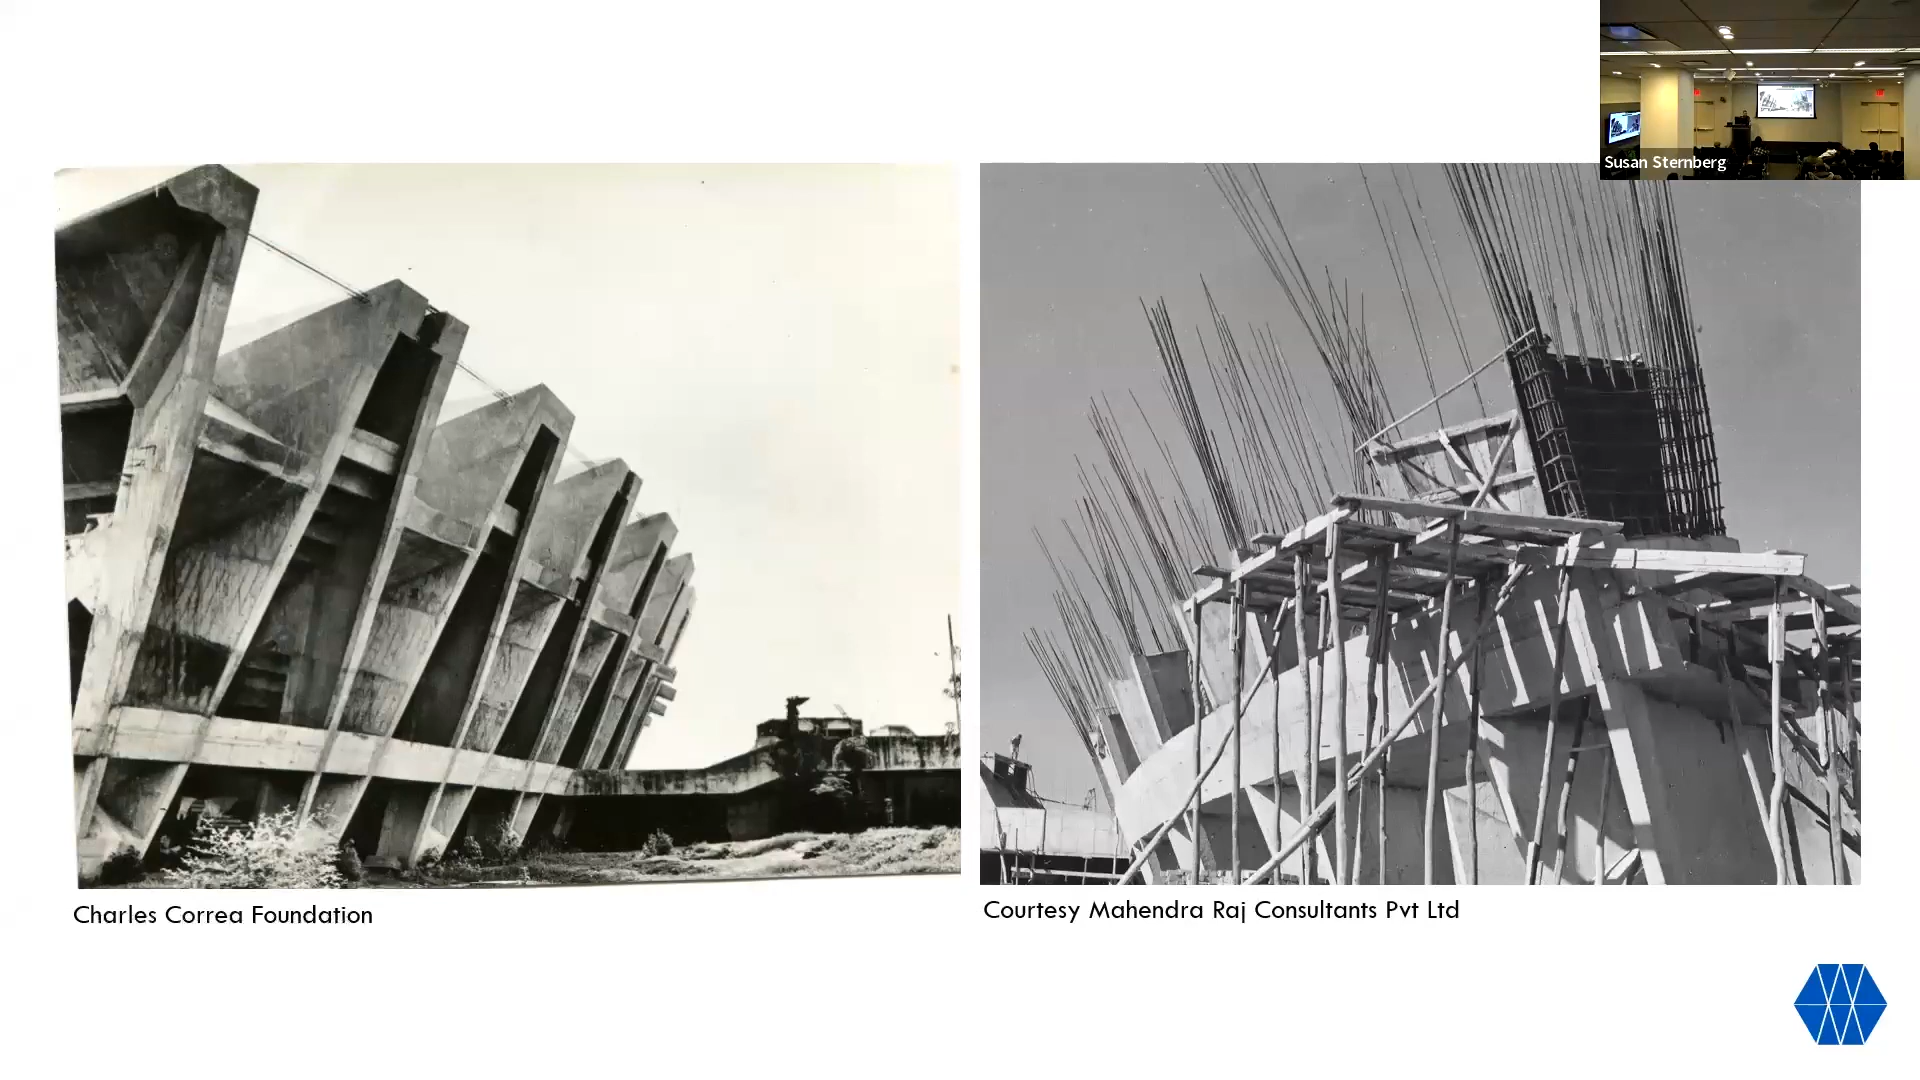 Susan Sternberg
Charles Correa Foundation
Courtesy Mahendra Raj Consultants Pvt Ltd